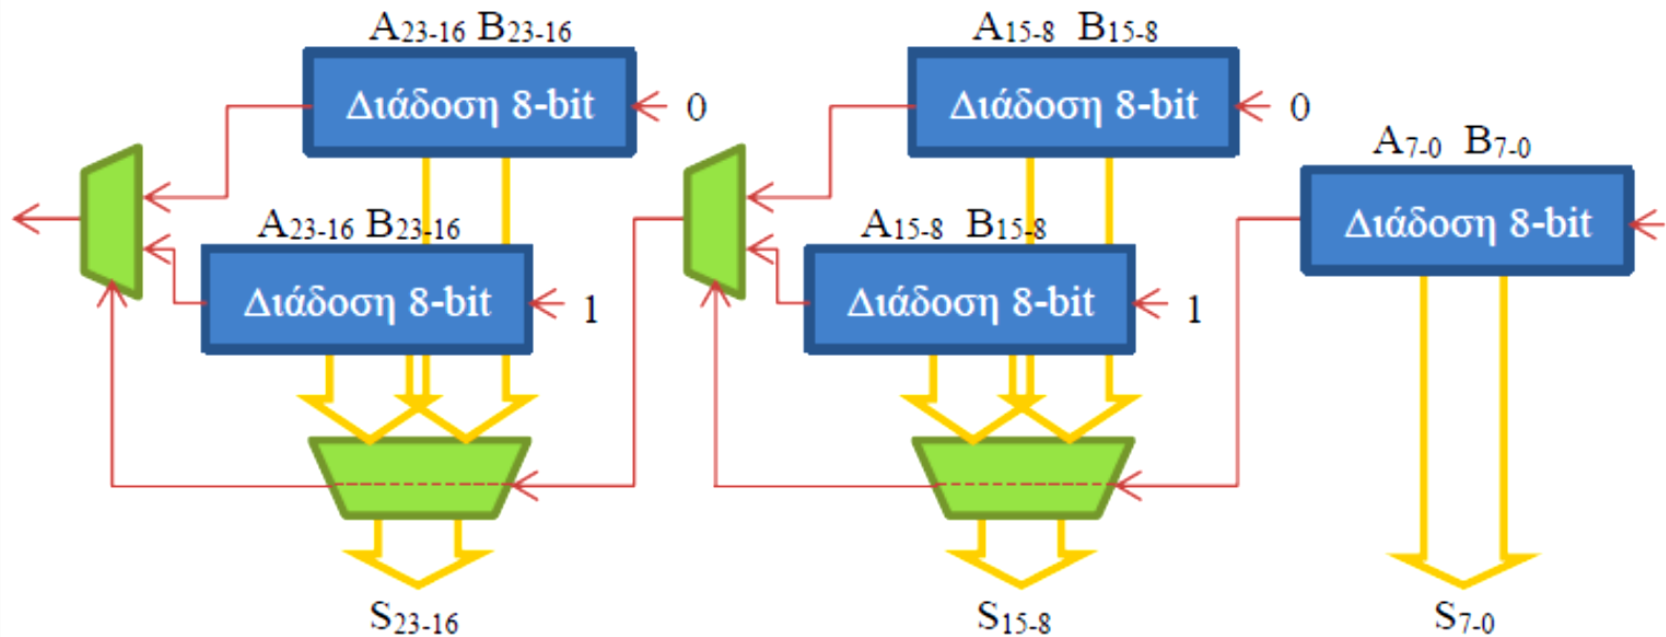 A23-16 B23-16
A15-8 B15-8
Διάδοση 8-bit
0
Διάδοση 8-bit
0
A7-0 B7-0
A23-16 B23-16
A15-8 B15-8
Διάδοση 8-bit
Διάδοση 8-bit
1
Διάδοση 8-bit
1
S23-16
S15-8
S7-0